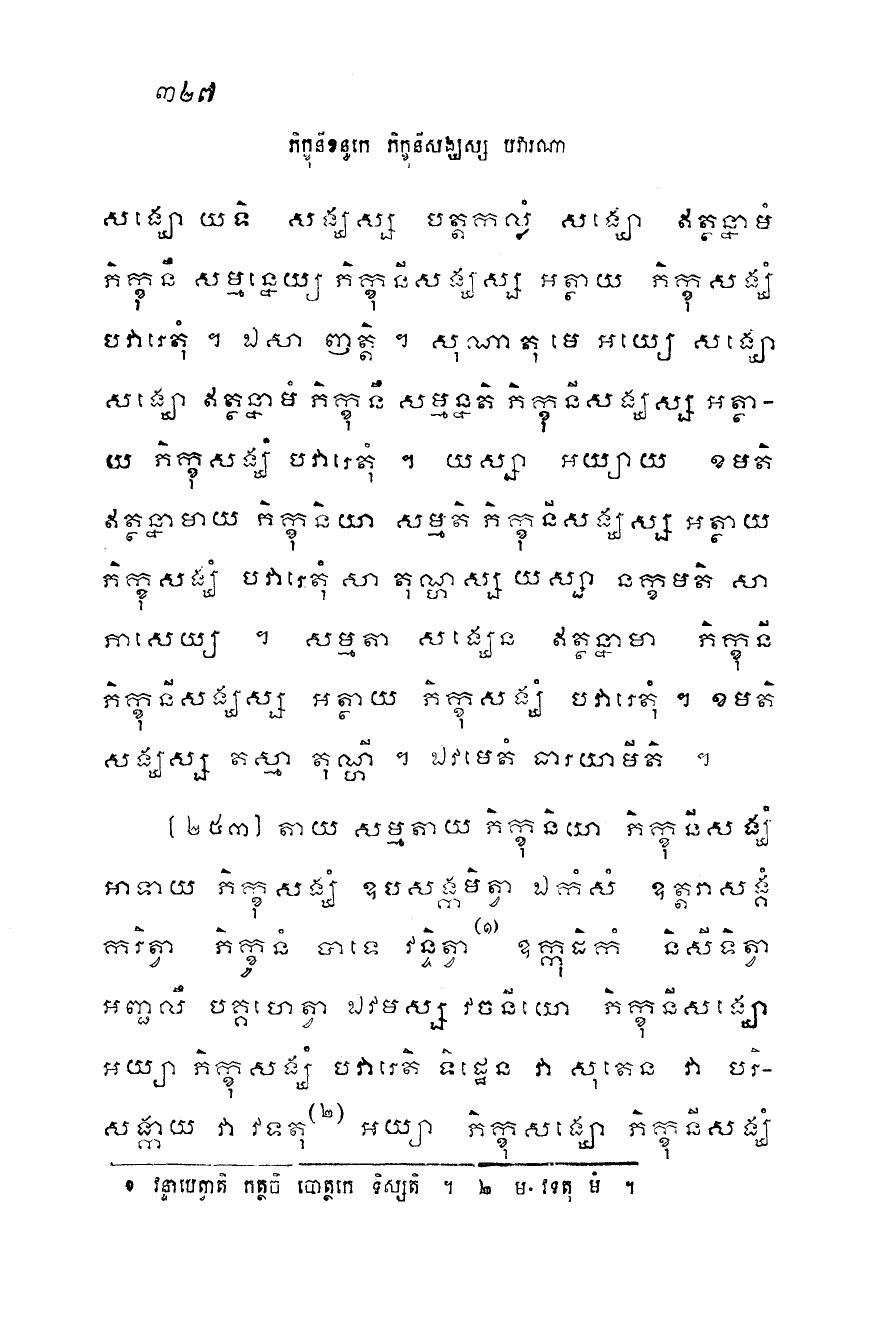 ៣២៧
ភិក្ខុនីខន្ធកេ ភិក្ខុនីសង្ឃស្ស បវារណា
សង្ឃោ យទិ សង្ឃស្ស បត្តកល្លំ សង្ឃោ ឥត្ថន្នាមំ
ភិក្ខុនឹ សម្មន្នេយ្យ ភិក្ខុនីសង្ឃស្ស អត្ថាយ ភិក្ខុសង្ឃំ
បវារេតុំ ។ ឯសា ញត្តិ ។ សុណាតុ មេ អយ្យេ សង្ឃោ
សង្ឃោ ឥត្ថន្នាមំ ភិក្ខុនឹ សម្មន្នតិ ភិក្ខុនីសង្ឃស្ស អត្ថា-
យ ភិក្ខុសង្ឃំ បវារេតុំ ។ យស្សា អយ្យាយ ខមតិ
ឥត្ថន្នាមាយ ភិក្ខុនិយា សម្មតិ ភិក្ខុនីសង្ឃស្ស អត្ថាយ
ភិក្ខុសង្ឃំ បវារេតុំ សា តុណ្ហស្ស យស្សា នក្ខមតិ សា
ភាសេយ្យ ។ សម្មតា សង្ឃេន ឥត្ថន្នាមា ភិក្ខុនី
ភិក្ខុនីសង្ឃស្ស អត្ថាយ ភិក្ខុសង្ឃំ បវារេតុំ ។ ខមតិ
សង្ឃស្ស តស្មា តុណ្ហី ។ ឯវមេតំ ធារយាមីតិ ។
[២៥៣] តាយ សម្មតាយ ភិក្ខុនិយា ភិក្ខុនីសង្ឃំ
អាទាយ ភិក្ខុសង្ឃំ ឧបសង្កមិត្វា ឯកំសំ ឧត្តរាសង្គំ
ករិត្វា ភិក្ខូនំ បាទេ វន្ទិត្វា(១) ឧក្កុដិកំ និសីទិត្វា
អញ្ជលឹ បគ្គហេត្វា ឯវមស្ស វចនីយោ ភិក្ខុនីសង្ឃោ
អយ្យា ភិក្ខុសង្ឃំ បវារេតិ ទិដ្ឋេន វា សុតេន វា បរិ-
សង្កាយ វា វទតុ(២) អយ្យា ភិក្ខុសង្ឃោ ភិក្ខុនីសង្ឃំ
១ វន្ទាបេត្វាតិ កត្ថចិ បោត្ថកេ ទិស្សតិ ។ ២ ម. វទតុ មំ ។